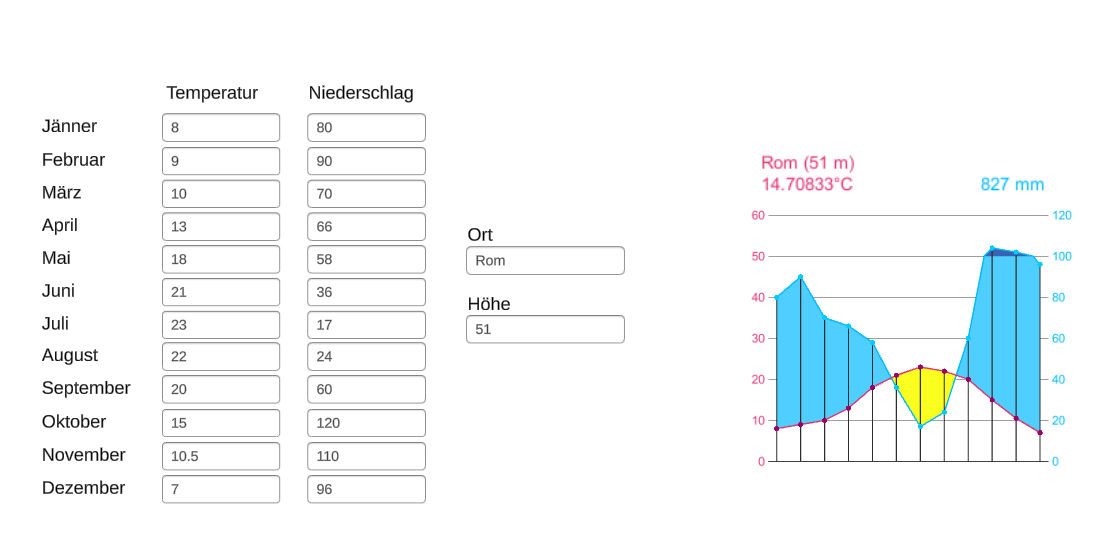 Temperatur Niederschlag
Jänner 8 80
Februar 9 90
März 10 70
April 13 66
Mai 18 58
Juni 21 36
Juli 23 17
August 22 24
September 20 60
Oktober 15 120
November 10.5 110
Dezember 7 96
Ort
Rom
Höhe
51
Rom (51 m)
14.70833°C 827 mm
60 120
50 100
40 80
30 60
20 40
10 20
0 0